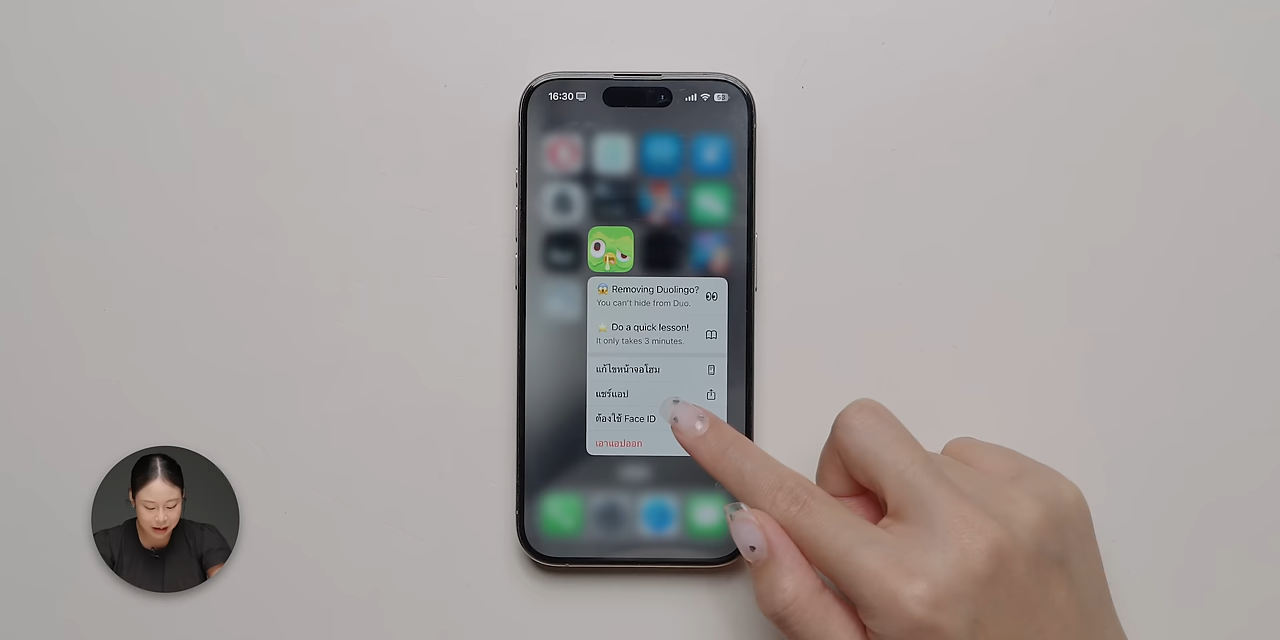 16:30
53
😱 Removing Duolingo?
You can't hide from Duo.
⭐ Do a quick lesson!
It only takes 3 minutes.
แก้ไขหน้าจอโฮม
แชร์แอป
ต้องใช้ Face ID
เอาแอปออก